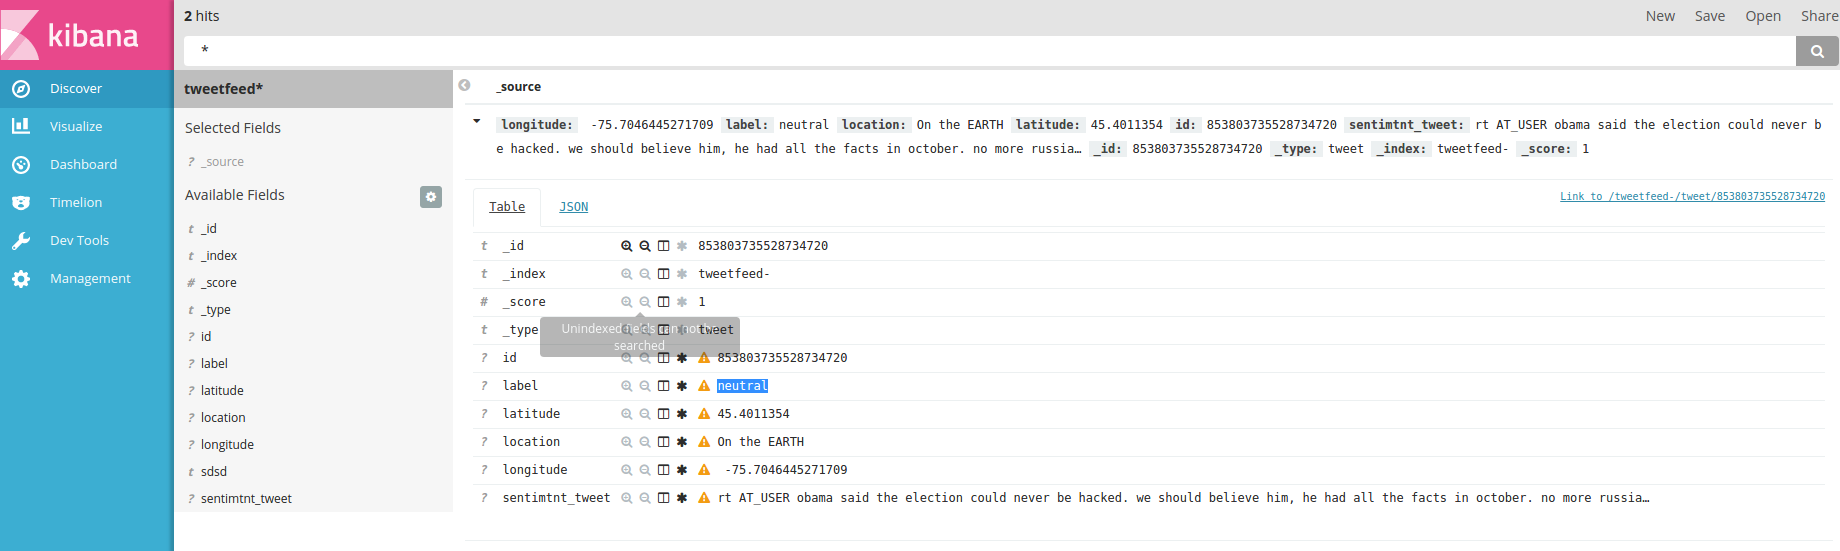 kibana
Discover
Visualize
Dashboard
Timelion
Dev Tools
Management
2 hits
New Save Open Share
*
tweetfeed*
Selected Fields
? _source
Available Fields
t _id
t _index
# _score
t _type
? id
? label
? latitude
? location
? longitude
t sdsd
? sentimtnt_tweet
_source
longitude: -75.7046445271709 label: neutral location: On the EARTH latitude: 45.4011354 id: 853803735528734720 sentimtnt_tweet: rt AT_USER obama said the election could never b
e hacked. we should believe him, he had all the facts in october. no more russia… _id: 853803735528734720 _type: tweet _index: tweetfeed- _score: 1
Table JSON
Link to /tweetfeed-/tweet/853803735528734720
t _id 853803735528734720
t _index tweetfeed-
# _score 1
t _type tweet
Unindexed fields can not be
searched
? id 853803735528734720
? label neutral
? latitude 45.4011354
? location On the EARTH
? longitude -75.7046445271709
? sentimtnt_tweet rt AT_USER obama said the election could never be hacked. we should believe him, he had all the facts in october. no more russia…